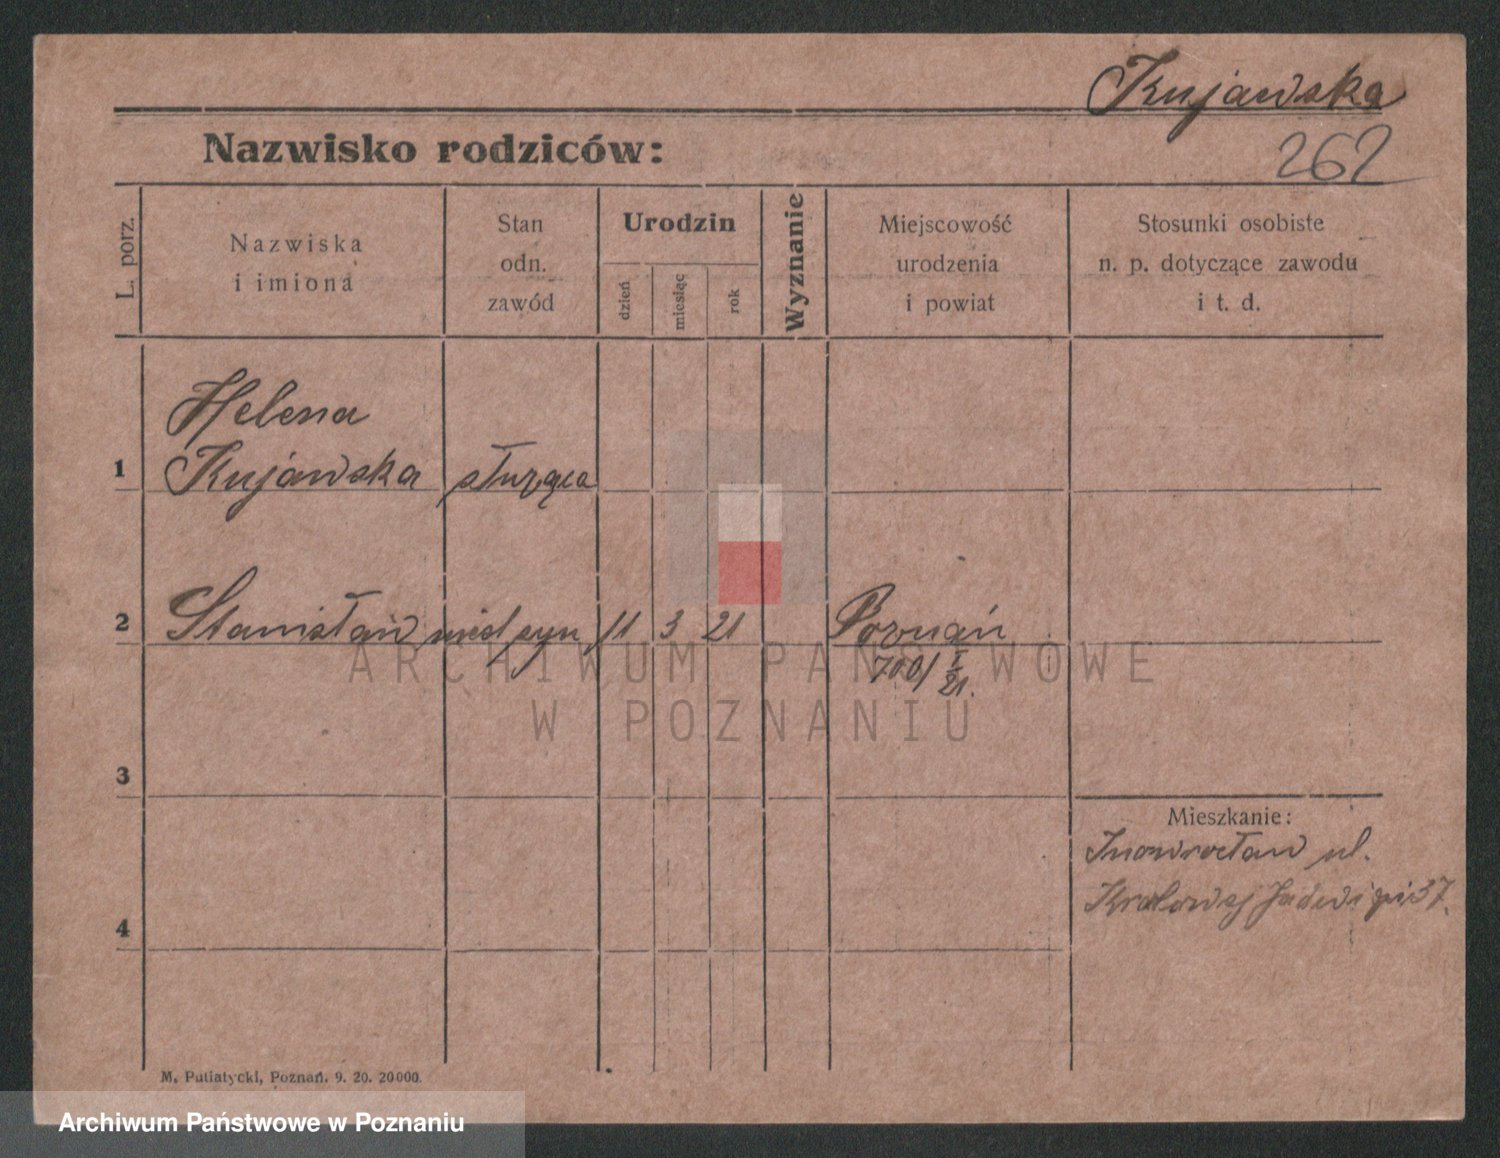 Kujawska
262
Nazwisko rodziców:
L. porz.
Nazwiska
i imiona
Stan
odn.
zawód
Urodzin
dzień
miesiąc
rok
Wyznanie
Miejscowość
urodzenia
i powiat
Stosunki osobiste
n. p. dotyczące zawodu
i t. d.
Helena
1 Kujawska służąca
2 Stanisław syn 11 3 21 Poznań
700/ I/21.
ARCHIWUM PAŃSTWOWE
W POZNANIU
3
Mieszkanie:
Inowrocław ul.
Kralowej Jadwigi 37.
4
M. Putiatycki, Poznań. 9. 20. 20000.
Archiwum Państwowe w Poznaniu